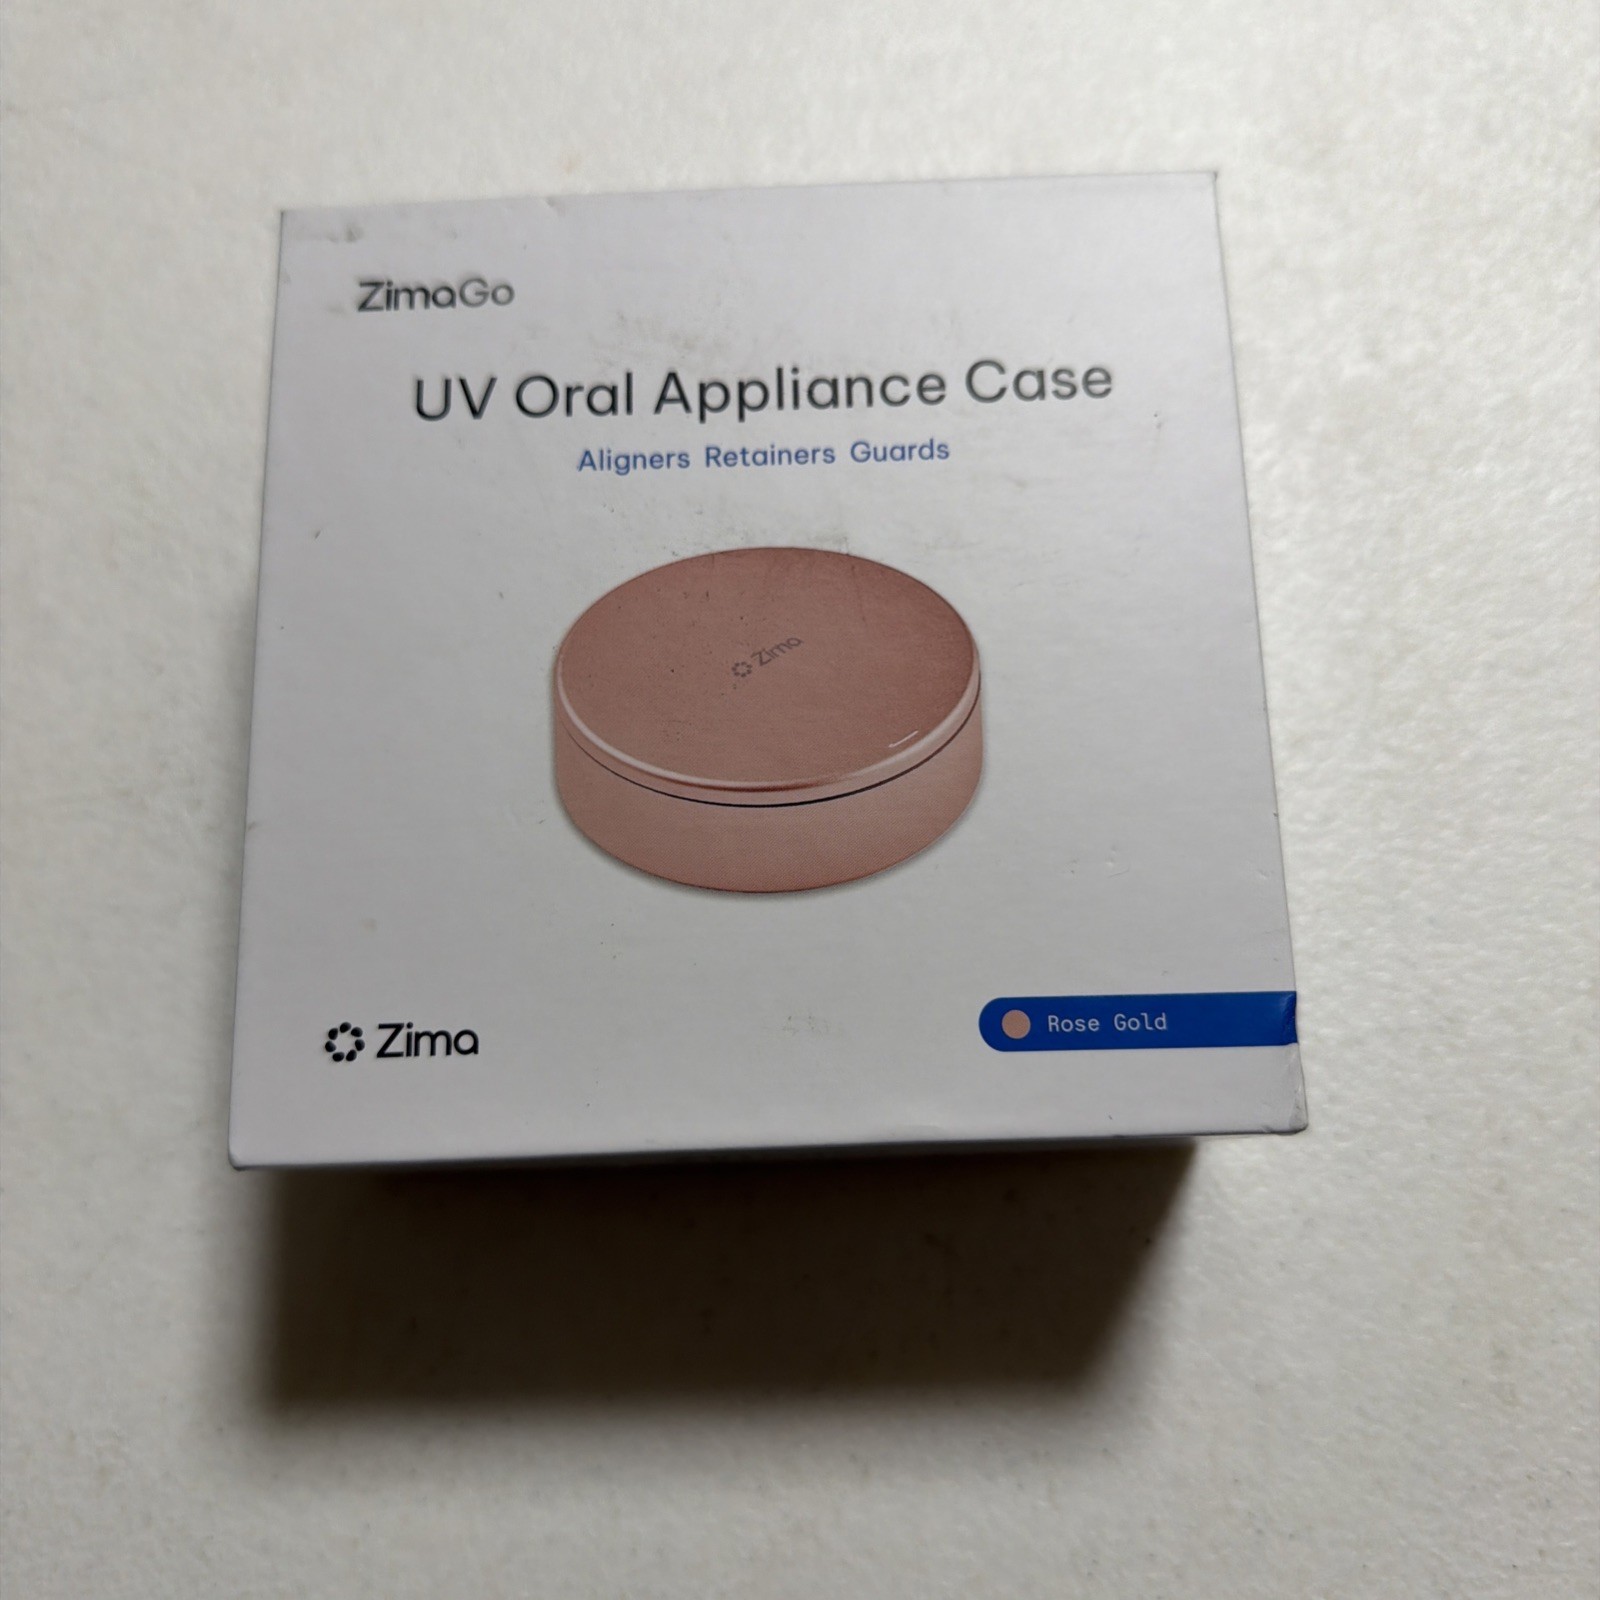 ZimaGo
UV Oral Appliance Case
Aligners Retainers Guards
Zima
Zima
Rose Gold